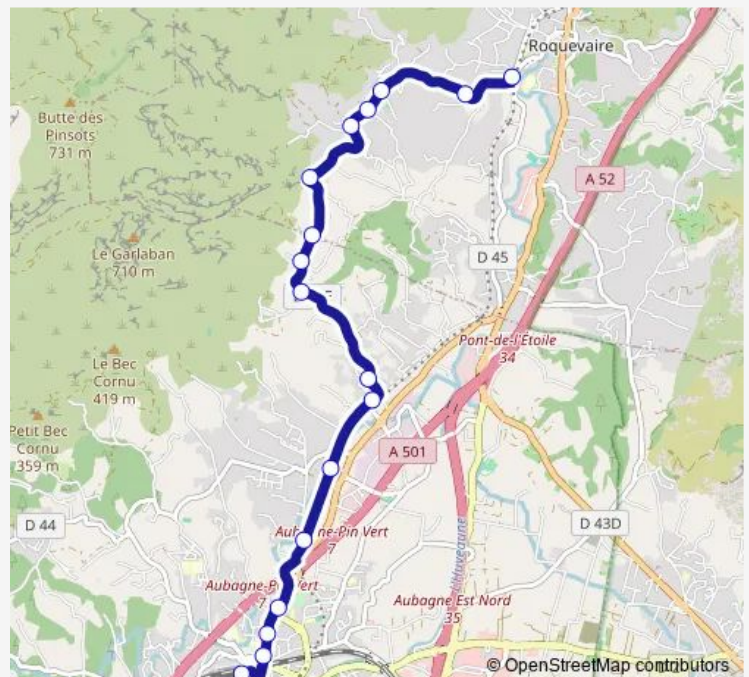 Roquevaire
Butte des
Pinsots
731 m
A 52
Le Garlaban
710 m
D 45
Pont-de-l'Étoile
34
Le Bec
Cornu
419 m
Petit Bec
Cornu
359 m
A 501
D 44
D 43D
Aubagne-Pin Vert
7
Aubagne-Pin Vert
7
Aubagne Est Nord
35
L'Huveaune
© OpenStreetMap contributors